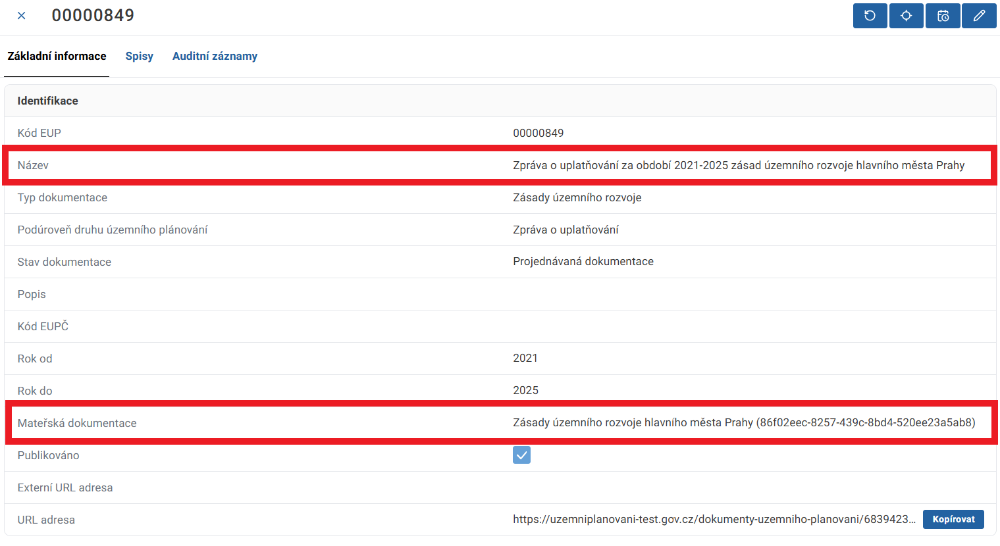 00000849
Základní informace Spisy Auditní záznamy
Identifikace
Kód EUP 00000849
Název Zpráva o uplatňování za období 2021-2025 zásad územního rozvoje hlavního města Prahy
Typ dokumentace Zásady územního rozvoje
Podúroveň druhu územního plánování Zpráva o uplatňování
Stav dokumentace Projednávaná dokumentace
Popis
Kód EUPČ
Rok od 2021
Rok do 2025
Mateřská dokumentace Zásady územního rozvoje hlavního města Prahy (86f02eec-8257-439c-8bd4-520ee23a5ab8)
Publikováno
Externí URL adresa
URL adresa https://uzemniplanovani-test.gov.cz/dokumenty-uzemniho-planovani/6839423... Kopírovat